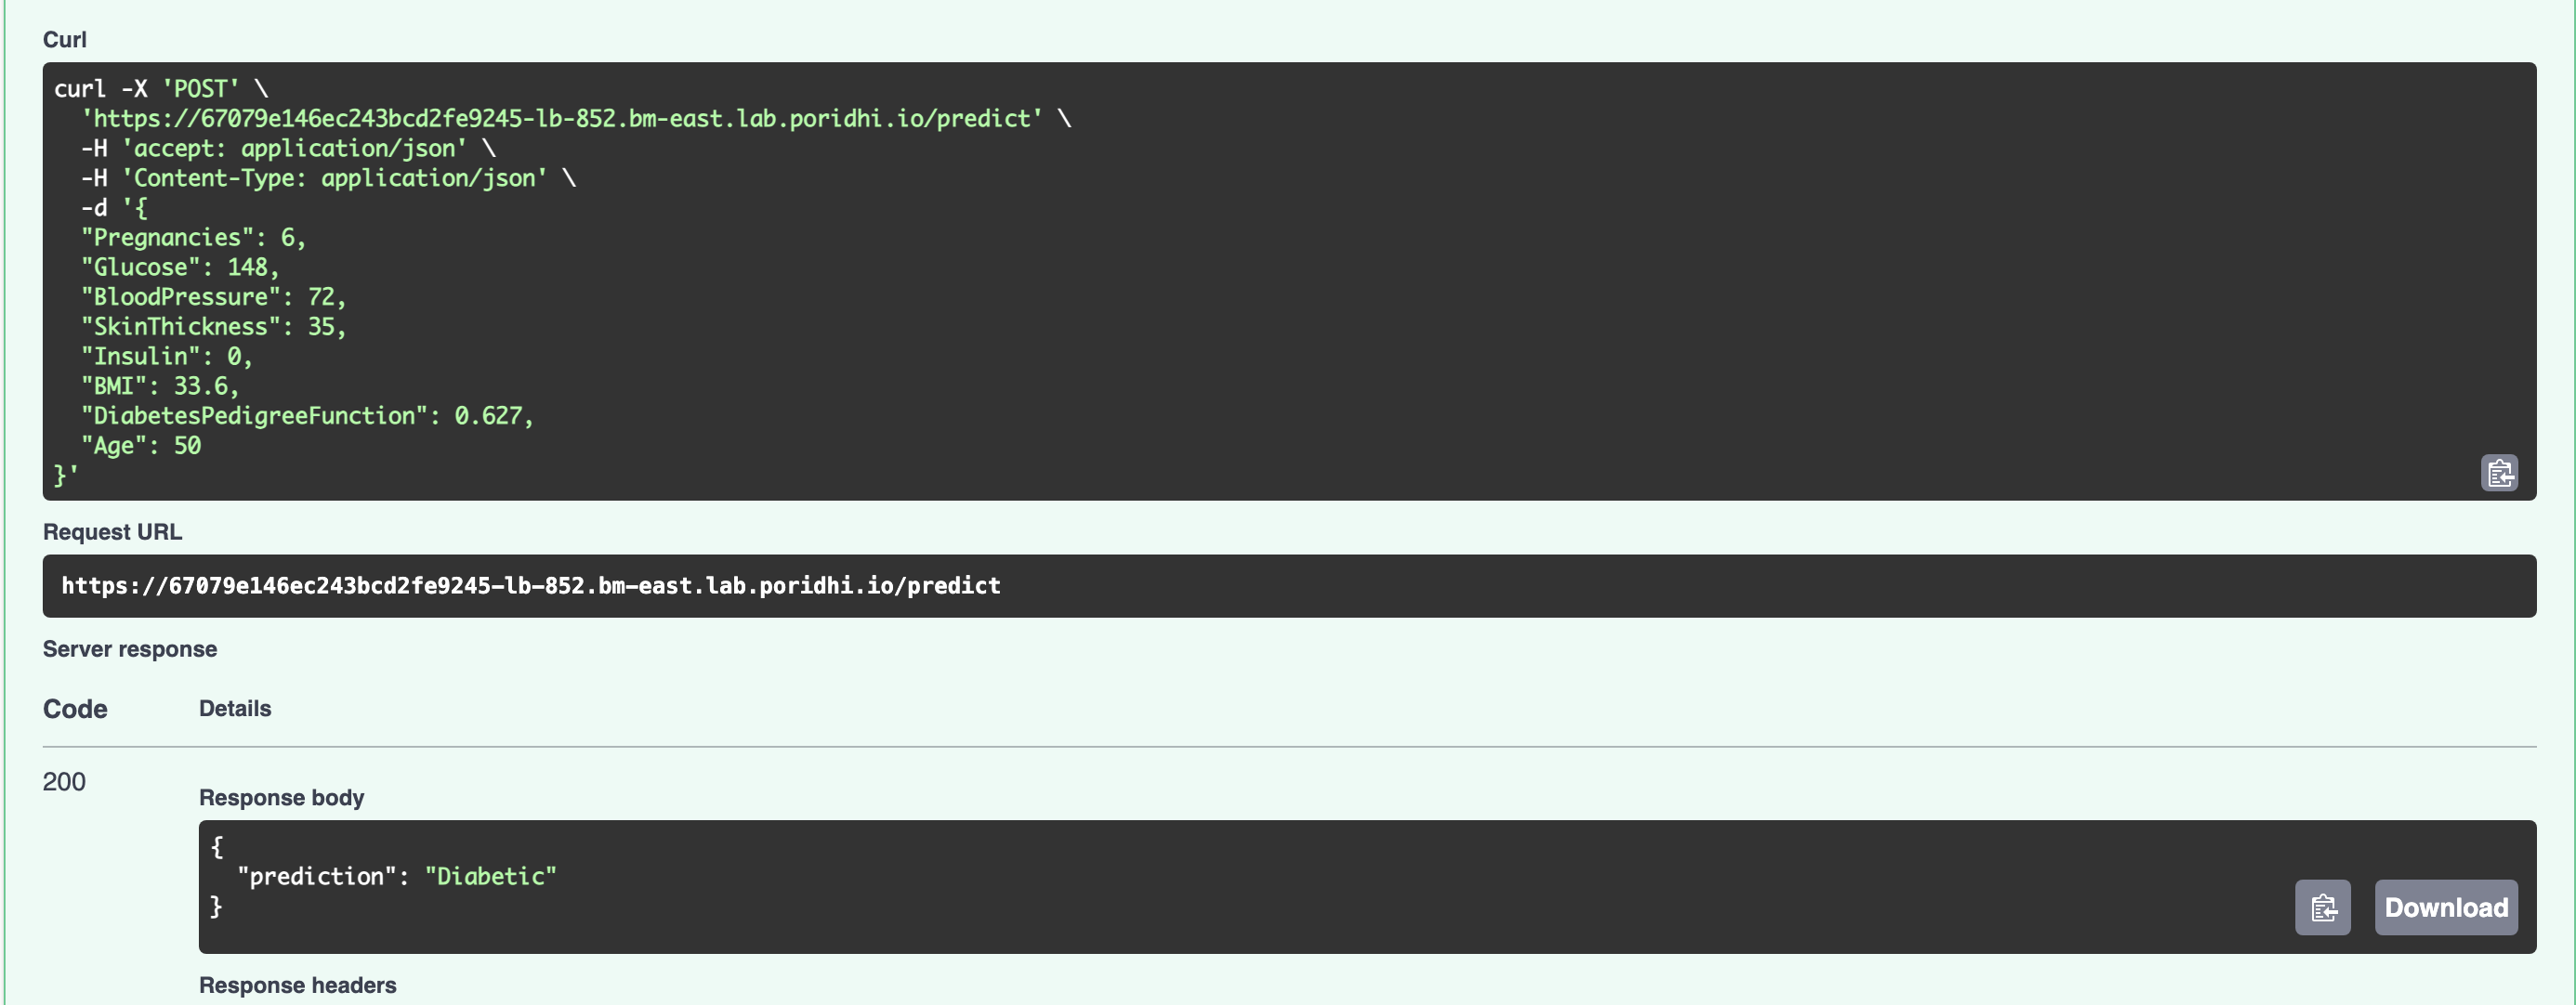 Curl
curl -X 'POST' \
  'https://67079e146ec243bcd2fe9245-lb-852.bm-east.lab.poridhi.io/predict' \
  -H 'accept: application/json' \
  -H 'Content-Type: application/json' \
  -d '{
  "Pregnancies": 6,
  "Glucose": 148,
  "BloodPressure": 72,
  "SkinThickness": 35,
  "Insulin": 0,
  "BMI": 33.6,
  "DiabetesPedigreeFunction": 0.627,
  "Age": 50
}'
Request URL
https://67079e146ec243bcd2fe9245-lb-852.bm-east.lab.poridhi.io/predict
Server response
Code Details
200
Response body
{
  "prediction": "Diabetic"
}
Download
Response headers